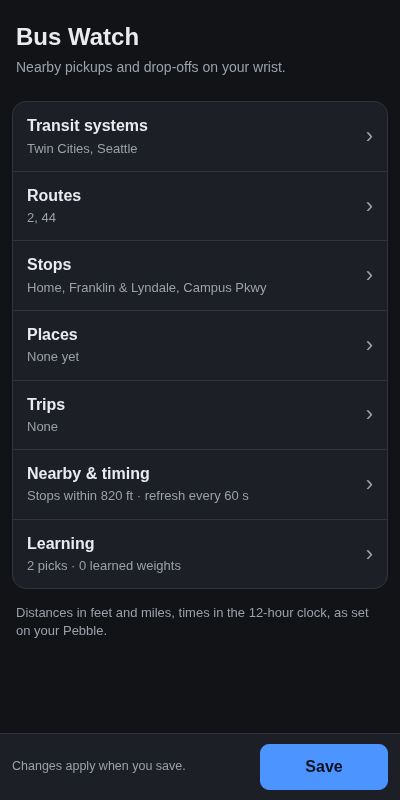 Bus Watch
Nearby pickups and drop-offs on your wrist.
Transit systems
Twin Cities, Seattle
Routes
2, 44
Stops
Home, Franklin & Lyndale, Campus Pkwy
Places
None yet
Trips
None
Nearby & timing
Stops within 820 ft · refresh every 60 s
Learning
2 picks · 0 learned weights
Distances in feet and miles, times in the 12-hour clock, as set
on your Pebble.
Changes apply when you save.
Save